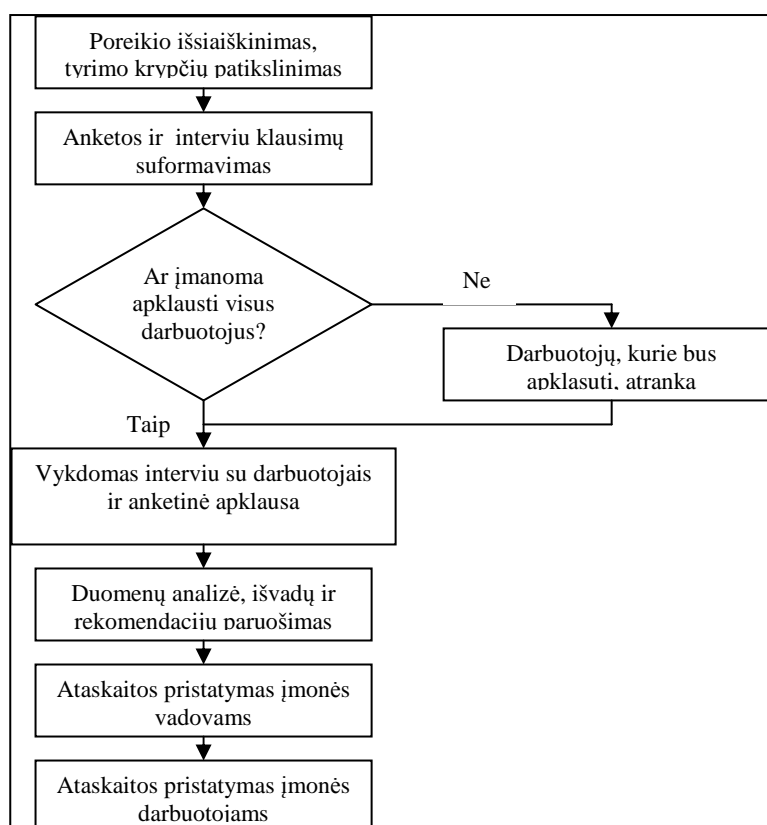 Poreikio išsiaiškinimas,
tyrimo krypčių patikslinimas
Anketos ir interviu klausimų
suformavimas
Ar įmanoma
apklausti visus
darbuotojus?
Ne
Darbuotojų, kurie bus
apklasuti, atranka
Taip
Vykdomas interviu su darbuotojais
ir anketinė apklausa
Duomenų analizė, išvadų ir
rekomendacijų paruošimas
Ataskaitos pristatymas įmonės
vadovams
Ataskaitos pristatymas įmonės
darbuotojams